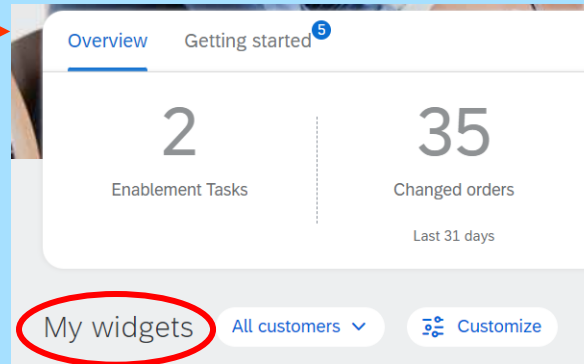 Overview Getting started 5
2 35
Enablement Tasks Changed orders
Last 31 days
My widgets All customers Customize